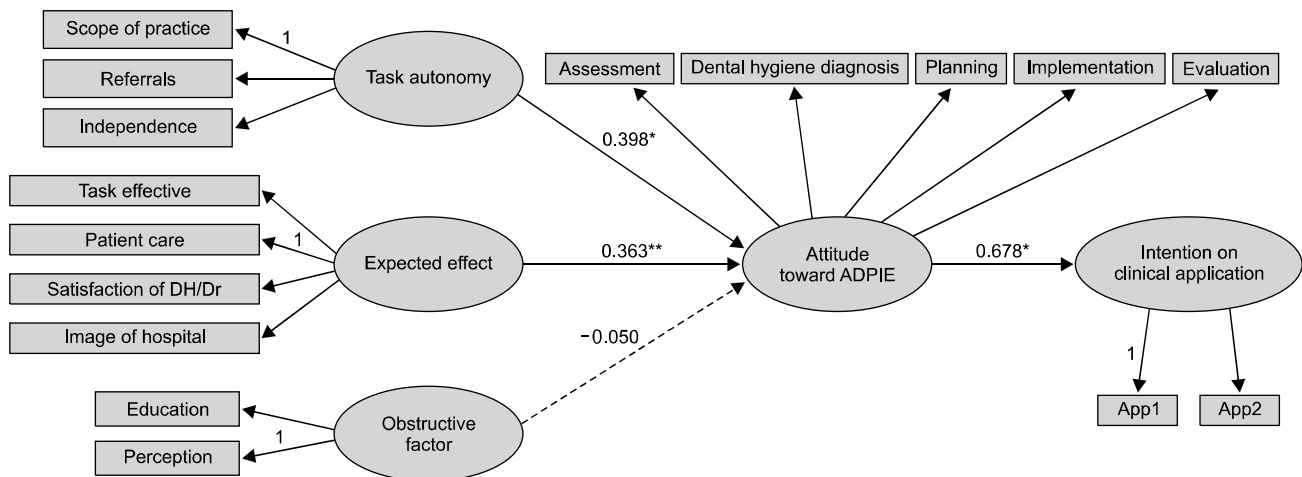 Scope of practice
1
Referrals
Independence
Task autonomy
Assessment
Dental hygiene diagnosis
Planning
Implementation
Evaluation
0.398*
Task effective
Patient care
1
Satisfaction of DH/Dr
Image of hospital
Expected effect
0.363**
Attitude
toward ADPIE
0.678*
Intention on
clinical application
−0.050
Education
1
Perception
Obstructive
factor
1
App1
App2